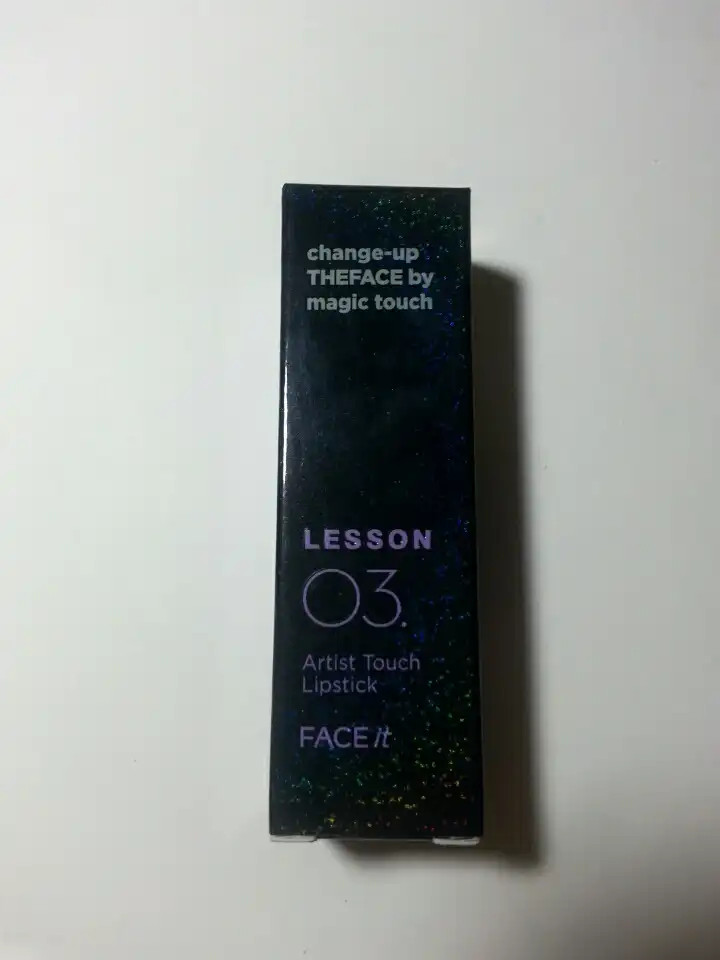 change-up
THEFACE by
magic touch
LESSON
03.
Artist Touch
Lipstick
FACE it